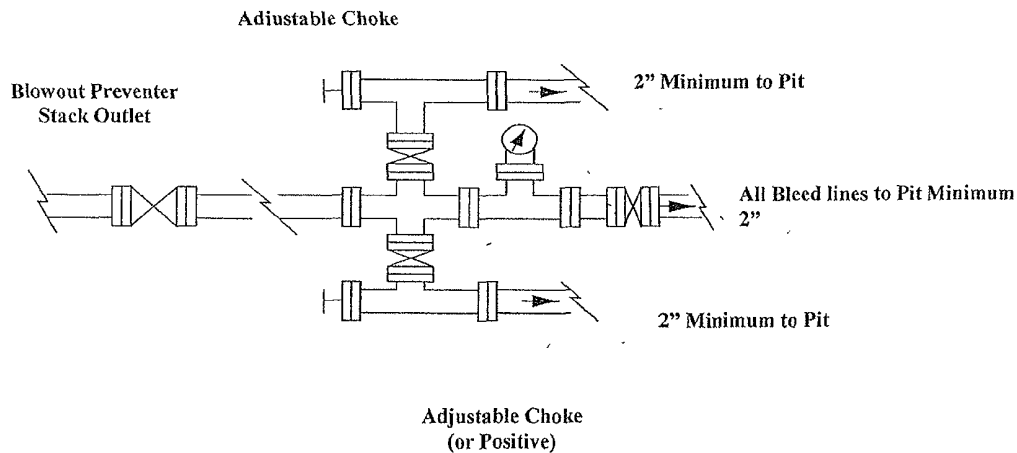 Adjustable Choke
Blowout Preventer
Stack Outlet
2" Minimum to Pit
All Bleed lines to Pit Minimum
2"
2" Minimum to Pit
Adjustable Choke
(or Positive)